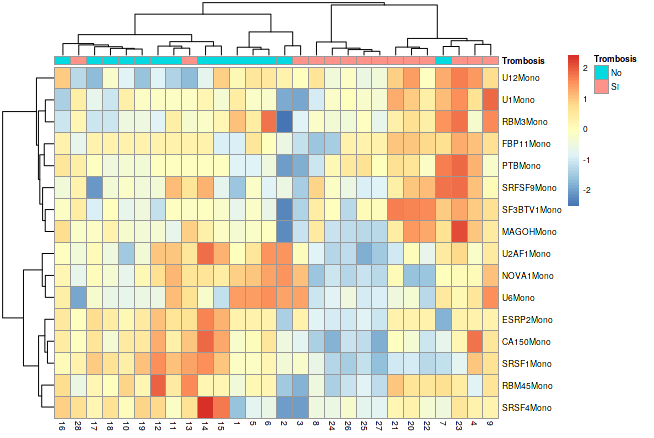 Trombosis
U12Mono
U1Mono
RBM3Mono
FBP11Mono
PTBMono
SRFSF9Mono
SF3BTV1Mono
MAGOHMono
U2AF1Mono
NOVA1Mono
U6Mono
ESRP2Mono
CA150Mono
SRSF1Mono
RBM45Mono
SRSF4Mono
16 28 17 18 10 19 12 11 13 14 15 1 5 6 2 3 8 24 26 25 27 21 20 22 7 23 4 9
2
1
0
-1
-2
Trombosis
No
SI